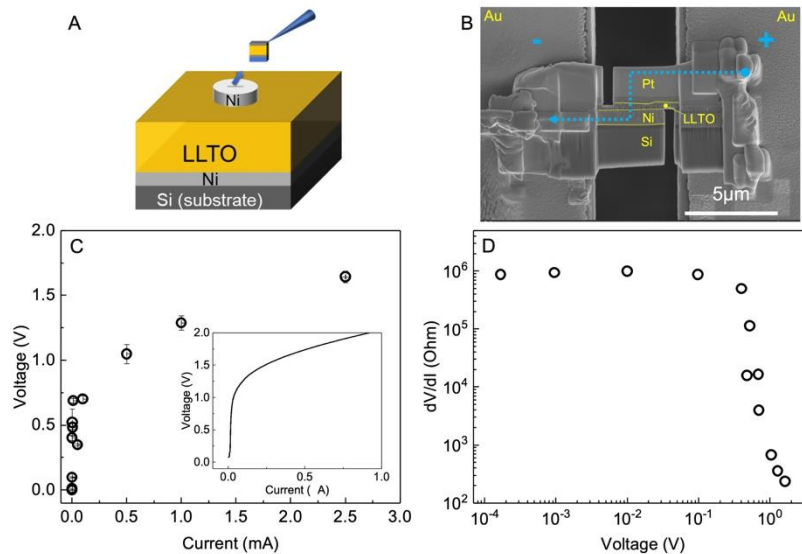 A
Ni
LLTO
Ni
Si (substrate)
B
Au
Au
-
+
Pt
Ni
LLTO
Si
5μm
C
2.0
1.5
1.0
0.5
0.0
Voltage (V)
0.0 0.5 1.0 1.5 2.0 2.5 3.0
Current (mA)
2.0
1.5
1.0
0.5
0.0
Voltage (V)
0.0 0.5 1.0
Current ( A)
D
10⁶
10⁵
10⁴
10³
10²
dV/dI (Ohm)
10⁻⁴ 10⁻³ 10⁻² 10⁻¹ 10⁰
Voltage (V)